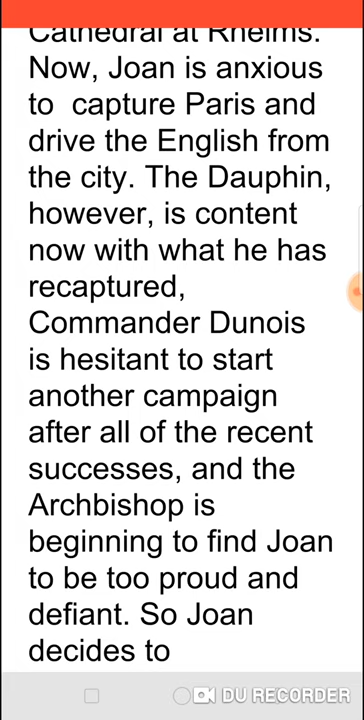 Cathedral at Rheims.
Now, Joan is anxious
to  capture Paris and
drive the English from
the city. The Dauphin,
however, is content
now with what he has
recaptured,
Commander Dunois
is hesitant to start
another campaign
after all of the recent
successes, and the
Archbishop is
beginning to find Joan
to be too proud and
defiant. So Joan
decides to
DU RECORDER